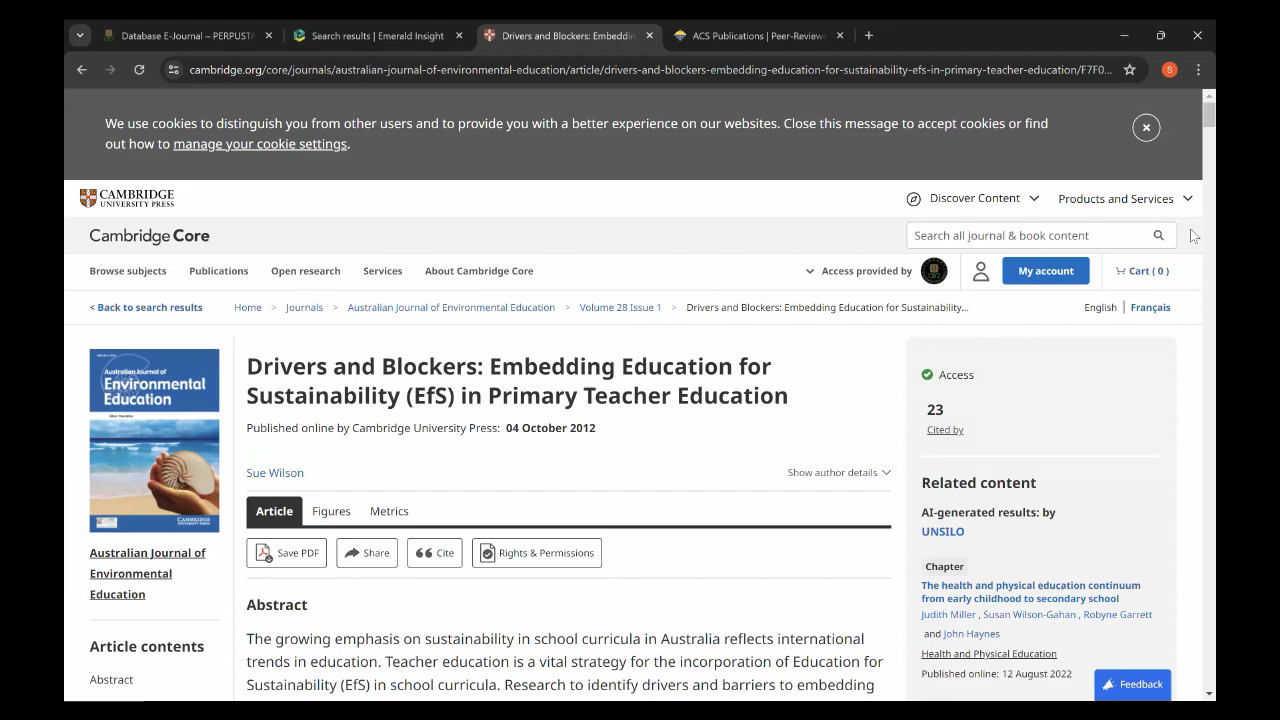 Database E-Journal – PERPUSTA
Search results | Emerald Insight
Drivers and Blockers: Embeddin
ACS Publications | Peer-Reviewe
cambridge.org/core/journals/australian-journal-of-environmental-education/article/drivers-and-blockers-embedding-education-for-sustainability-efs-in-primary-teacher-education/F7F0...
S
We use cookies to distinguish you from other users and to provide you with a better experience on our websites. Close this message to accept cookies or find
out how to manage your cookie settings.
CAMBRIDGE
UNIVERSITY PRESS
Discover Content
Products and Services
Cambridge Core
Search all journal & book content
Browse subjects
Publications
Open research
Services
About Cambridge Core
Access provided by
My account
Cart ( 0 )
< Back to search results
Home > Journals > Australian Journal of Environmental Education > Volume 28 Issue 1 > Drivers and Blockers: Embedding Education for Sustainability...
English | Français
Australian Journal of
Environmental
Education
CAMBRIDGE
Australian Journal of
Environmental
Education
Article contents
Abstract
Drivers and Blockers: Embedding Education for
Sustainability (EfS) in Primary Teacher Education
Published online by Cambridge University Press: 04 October 2012
Sue Wilson
Show author details
Article
Figures
Metrics
Save PDF
Share
Cite
Rights & Permissions
Abstract
The growing emphasis on sustainability in school curricula in Australia reflects international
trends in education. Teacher education is a vital strategy for the incorporation of Education for
Sustainability (EfS) in school curricula. Research to identify drivers and barriers to embedding
Access
23
Cited by
Related content
AI-generated results: by
UNSILO
Chapter
The health and physical education continuum
from early childhood to secondary school
Judith Miller , Susan Wilson-Gahan , Robyne Garrett
and John Haynes
Health and Physical Education
Published online: 12 August 2022
Feedback